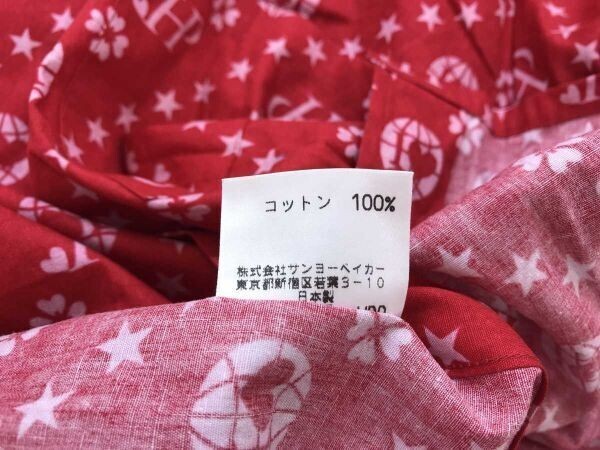 コットン 100%
株式会社サンヨーベイカー
東京都新宿区若葉3-10
日本製